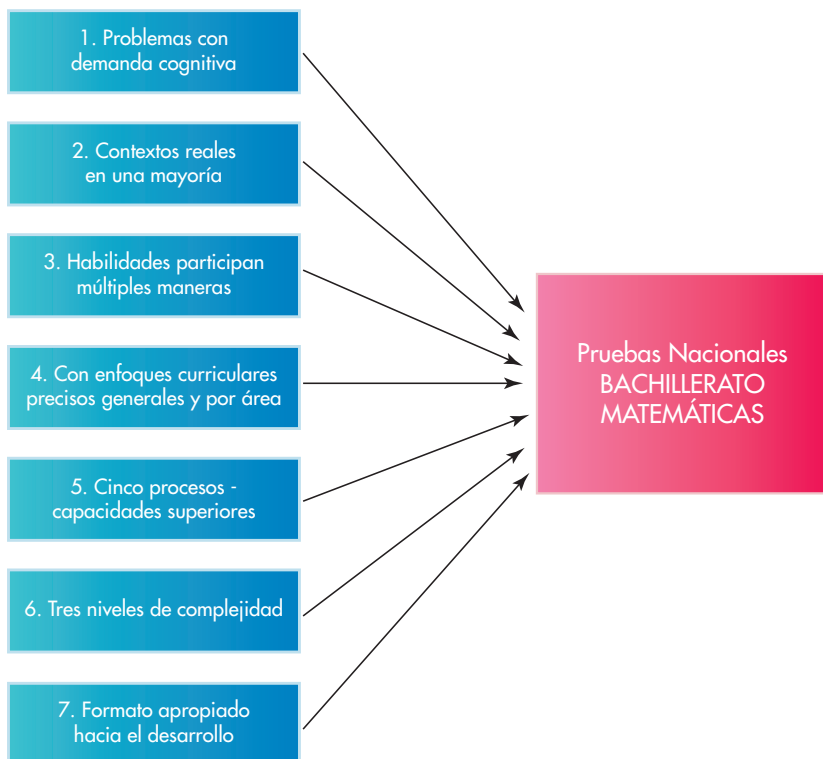 1. Problemas con
demanda cognitiva
2. Contextos reales
en una mayoría
3. Habilidades participan
múltiples maneras
4. Con enfoques curriculares
precisos generales y por área
5. Cinco procesos -
capacidades superiores
6. Tres niveles de complejidad
7. Formato apropiado
hacia el desarrollo
Pruebas Nacionales
BACHILLERATO
MATEMÁTICAS